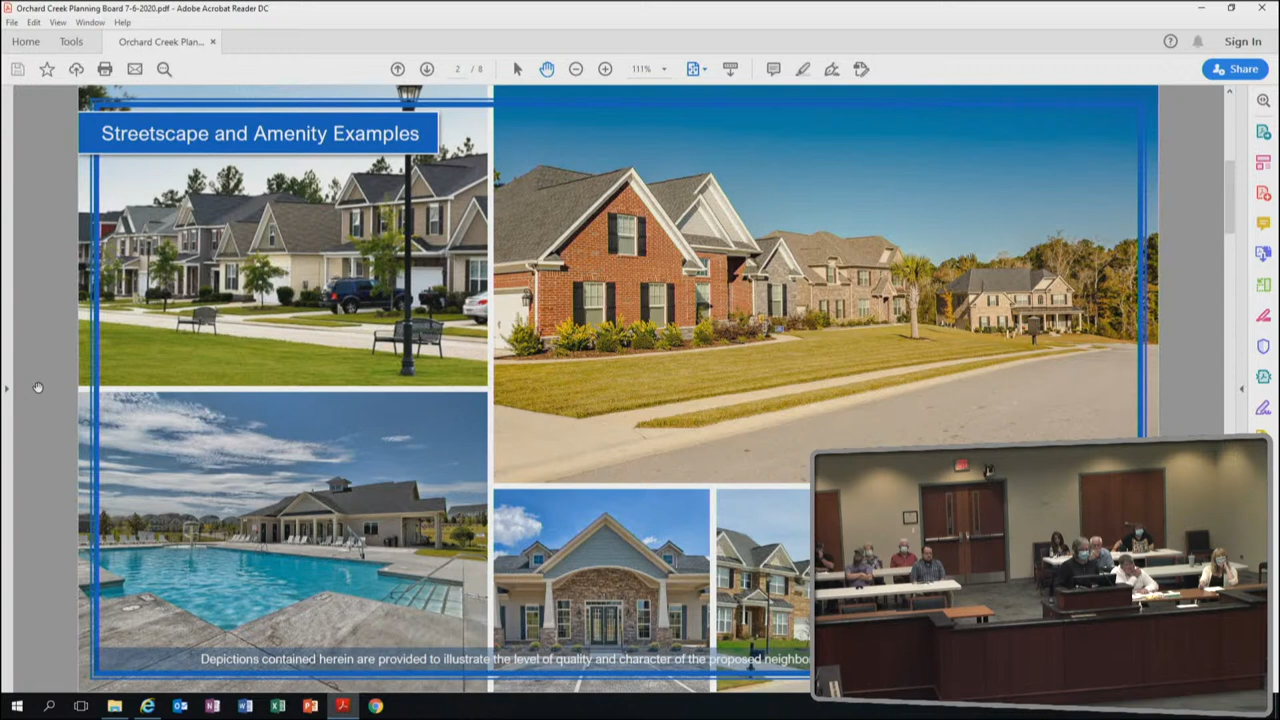 Orchard Creek Planning Board 7-6-2020.pdf - Adobe Acrobat Reader DC
File Edit View Window Help
Home Tools Orchard Creek Plan... ×
Sign In
2 / 8
111%
Share
Streetscape and Amenity Examples
Depictions contained herein are provided to illustrate the level of quality and character of the proposed neighbo